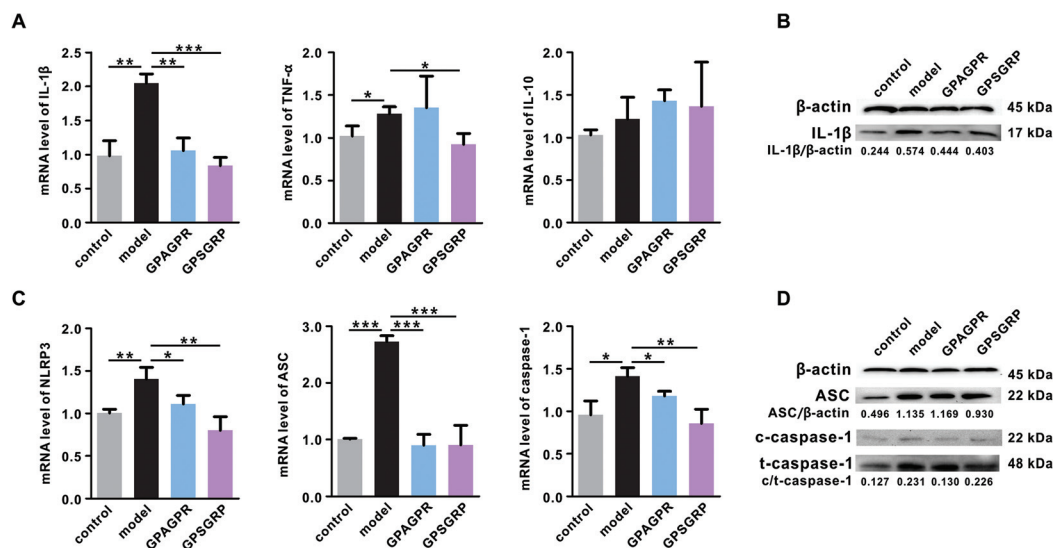 A
mRNA level of IL-1β
2.5
2.0
1.5
1.0
0.5
0.0
** ** ***
control model GPAGPR GPSGRP
mRNA level of TNF-α
2.0
1.5
1.0
0.5
0.0
* *
control model GPAGPR GPSGRP
mRNA level of IL-10
2.0
1.5
1.0
0.5
0.0
control model GPAGPR GPSGRP
B
control model GPAGPR GPSGRP
β-actin 45 kDa
IL-1β 17 kDa
IL-1β/β-actin 0.244 0.574 0.444 0.403
C
mRNA level of NLRP3
2.0
1.5
1.0
0.5
0.0
** * **
control model GPAGPR GPSGRP
mRNA level of ASC
3.0
2.0
1.0
0.0
*** *** ***
control model GPAGPR GPSGRP
mRNA level of caspase-1
2.0
1.5
1.0
0.5
0.0
* * **
control model GPAGPR GPSGRP
D
control model GPAGPR GPSGRP
β-actin 45 kDa
ASC 22 kDa
ASC/β-actin 0.496 1.135 1.169 0.930
c-caspase-1 22 kDa
t-caspase-1 48 kDa
c/t-caspase-1 0.127 0.231 0.130 0.226